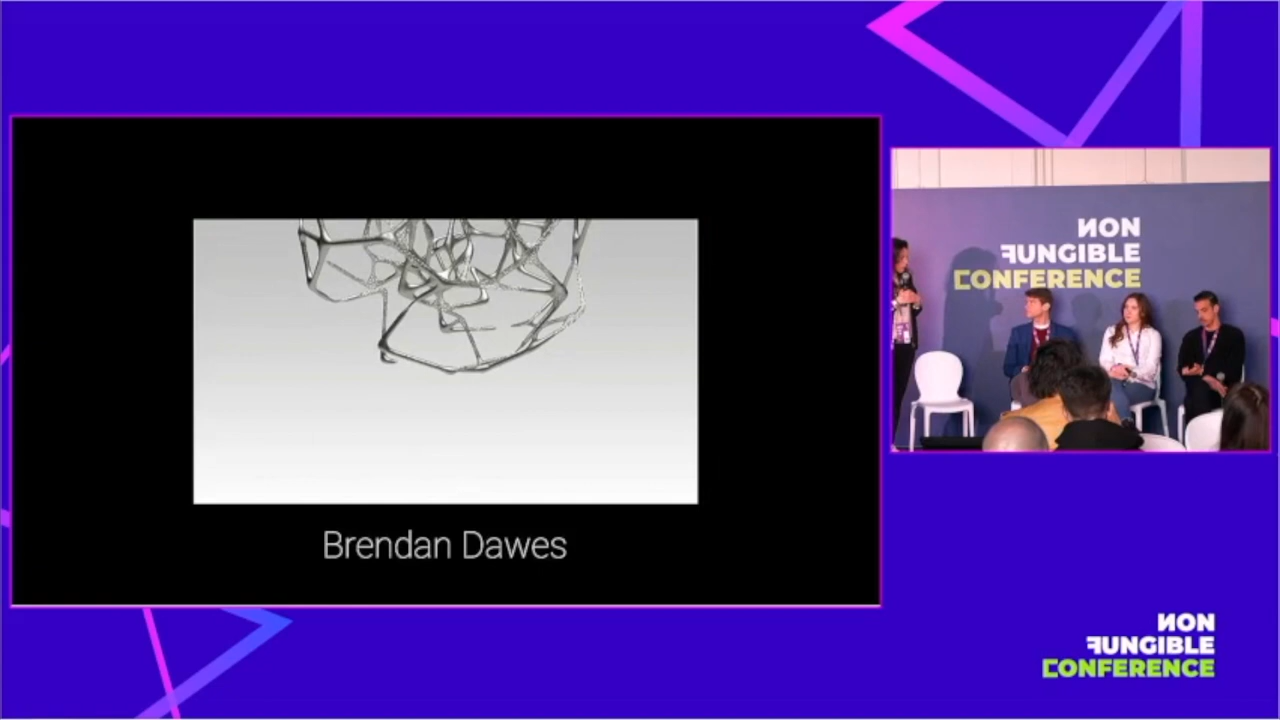 Brendan Dawes
NON
FUNGIBLE
CONFERENCE
NON
FUNGIBLE
CONFERENCE